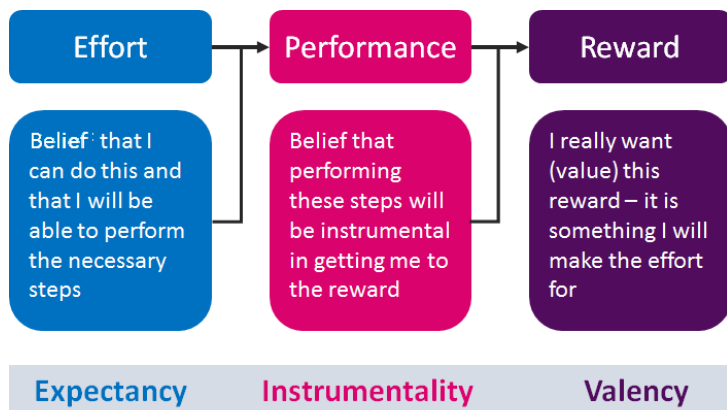 Effort
Performance
Reward
Belief : that I
can do this and
that I will be
able to perform
the necessary
steps
Belief that
performing
these steps will
be instrumental
in getting me to
the reward
I really want
(value) this
reward – it is
something I will
make the effort
for
Expectancy
Instrumentality
Valency